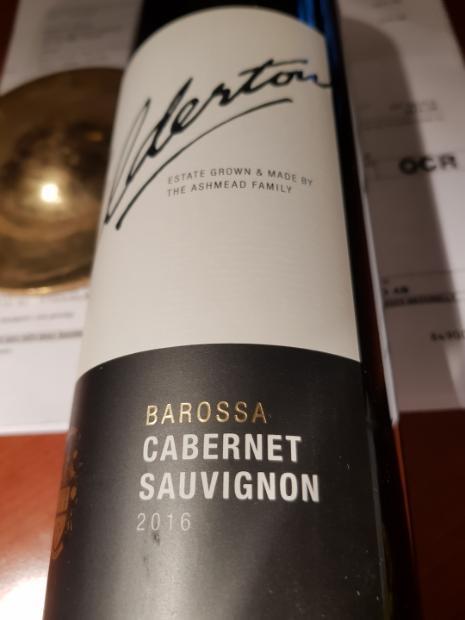 Elderton
ESTATE GROWN & MADE BY
THE ASHMEAD FAMILY
OCR
BAROSSA
CABERNET
SAUVIGNON
2016